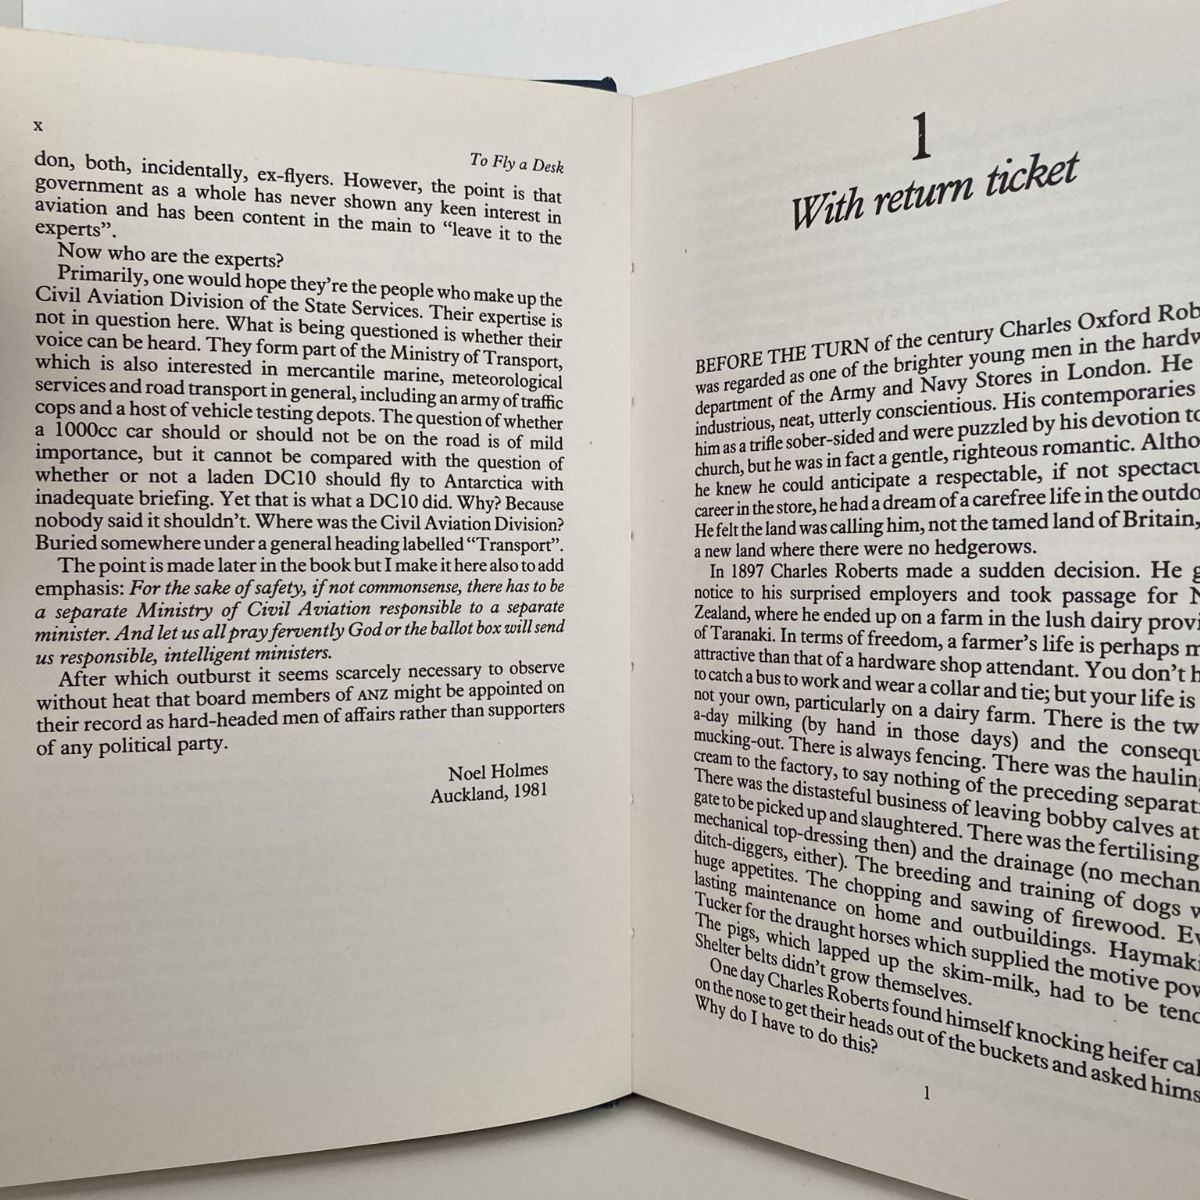 x
To Fly a Desk
don, both, incidentally, ex-flyers. However, the point is that
government as a whole has never shown any keen interest in
aviation and has been content in the main to “leave it to the
experts”.
Now who are the experts?
Primarily, one would hope they’re the people who make up the
Civil Aviation Division of the State Services. Their expertise is
not in question here. What is being questioned is whether their
voice can be heard. They form part of the Ministry of Transport,
which is also interested in mercantile marine, meteorological
services and road transport in general, including an army of traffic
cops and a host of vehicle testing depots. The question of whether
a 1000cc car should or should not be on the road is of mild
importance, but it cannot be compared with the question of
whether or not a laden DC10 should fly to Antarctica with
inadequate briefing. Yet that is what a DC10 did. Why? Because
nobody said it shouldn’t. Where was the Civil Aviation Division?
Buried somewhere under a general heading labelled “Transport”.
The point is made later in the book but I make it here also to add
emphasis: For the sake of safety, if not commonsense, there has to be
a separate Ministry of Civil Aviation responsible to a separate
minister. And let us all pray fervently God or the ballot box will send
us responsible, intelligent ministers.
After which outburst it seems scarcely necessary to observe
without heat that board members of ANZ might be appointed on
their record as hard-headed men of affairs rather than supporters
of any political party.
Noel Holmes
Auckland, 1981
1
With return ticket
BEFORE THE TURN of the century Charles Oxford Rob
was regarded as one of the brighter young men in the hardw
department of the Army and Navy Stores in London. He
industrious, neat, utterly conscientious. His contemporaries
him as a trifle sober-sided and were puzzled by his devotion to
church, but he was in fact a gentle, righteous romantic. Altho
he knew he could anticipate a respectable, if not spectacu
career in the store, he had a dream of a carefree life in the outdo
He felt the land was calling him, not the tamed land of Britain,
a new land where there were no hedgerows.
In 1897 Charles Roberts made a sudden decision. He g
notice to his surprised employers and took passage for N
Zealand, where he ended up on a farm in the lush dairy provi
of Taranaki. In terms of freedom, a farmer’s life is perhaps m
attractive than that of a hardware shop attendant. You don’t h
to catch a bus to work and wear a collar and tie; but your life is
not your own, particularly on a dairy farm. There is the tw
a-day milking (by hand in those days) and the consequ
mucking-out. There is always fencing. There was the haulin
cream to the factory, to say nothing of the preceding separat
There was the distasteful business of leaving bobby calves at
gate to be picked up and slaughtered. There was the fertilising
mechanical top-dressing then) and the drainage (no mechan
ditch-diggers, either). The breeding and training of dogs w
huge appetites. The chopping and sawing of firewood. Ev
lasting maintenance on home and outbuildings. Haymaki
Tucker for the draught horses which supplied the motive pow
The pigs, which lapped up the skim-milk, had to be tend
Shelter belts didn’t grow themselves.
One day Charles Roberts found himself knocking heifer cal
on the nose to get their heads out of the buckets and asked hims
Why do I have to do this?
1